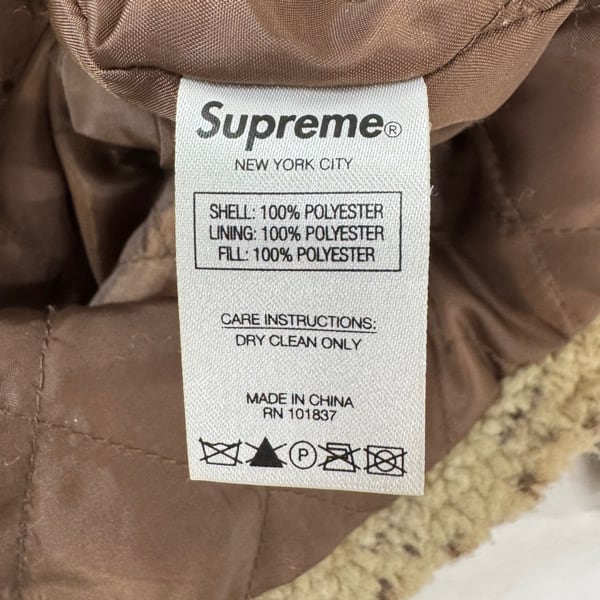 Supreme®
NEW YORK CITY
SHELL: 100% POLYESTER
LINING: 100% POLYESTER
FILL: 100% POLYESTER
CARE INSTRUCTIONS:
DRY CLEAN ONLY
MADE IN CHINA
RN 101837
P